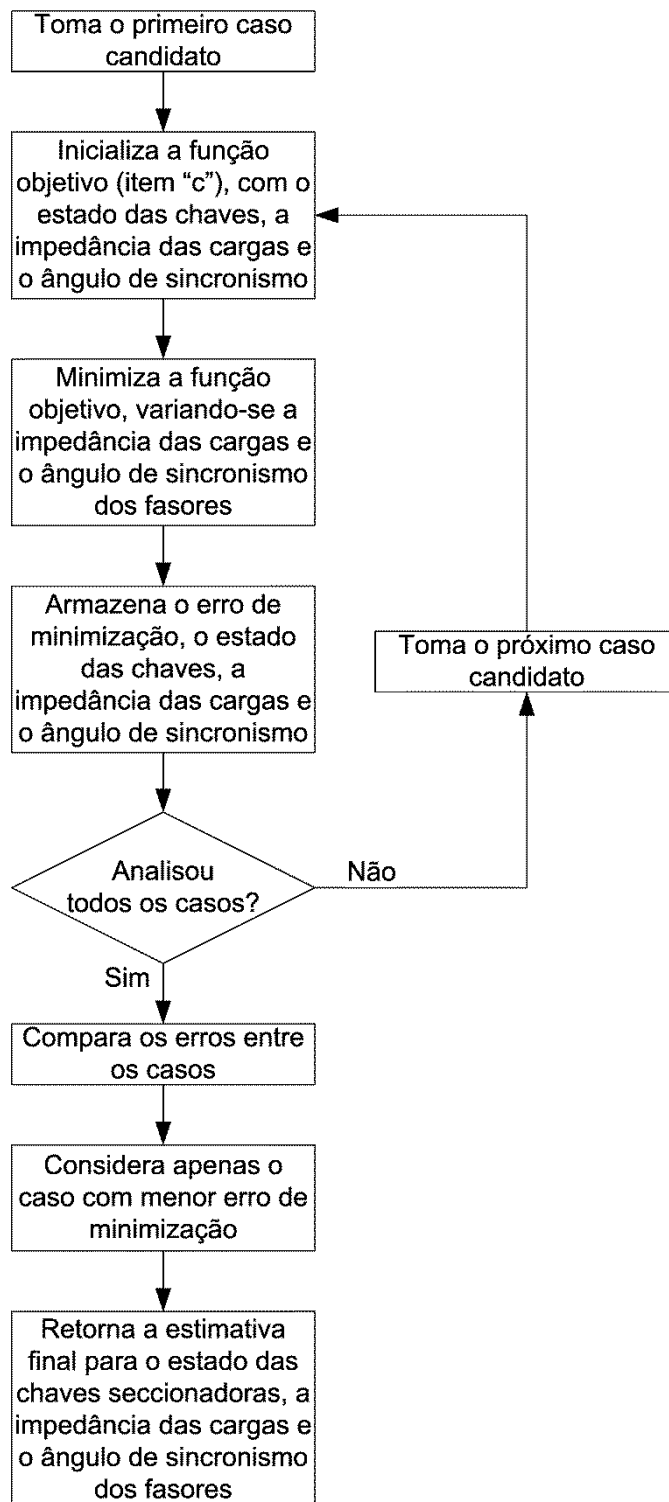 Toma o primeiro caso
candidato
Inicializa a função
objetivo (item “c”), com o
estado das chaves, a
impedância das cargas e
o ângulo de sincronismo
Minimiza a função
objetivo, variando-se a
impedância das cargas e
o ângulo de sincronismo
dos fasores
Armazena o erro de
minimização, o estado
das chaves, a
impedância das cargas e
o ângulo de sincronismo
Toma o próximo caso
candidato
Analisou
todos os casos?
Não
Sim
Compara os erros entre
os casos
Considera apenas o
caso com menor erro de
minimização
Retorna a estimativa
final para o estado das
chaves seccionadoras, a
impedância das cargas e
o ângulo de sincronismo
dos fasores